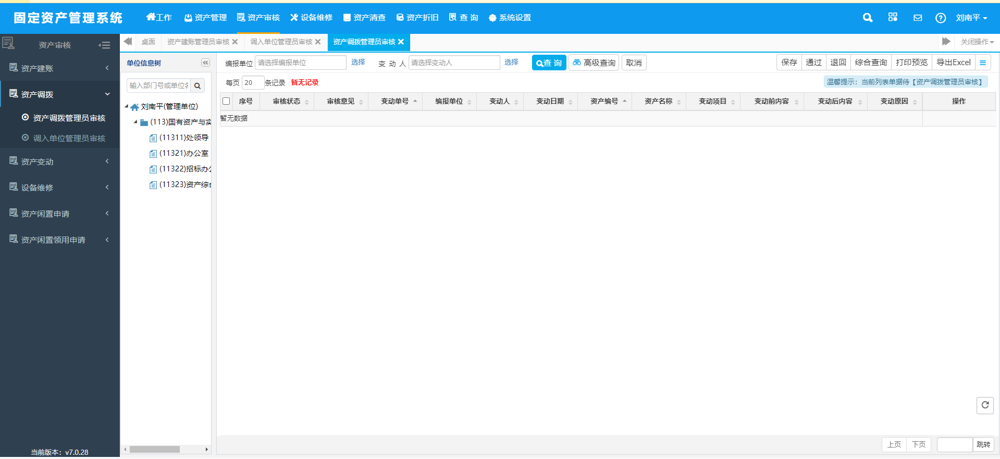 固定资产管理系统
工作
资产管理
资产审核
设备维修
资产清查
资产折旧
查 询
系统设置
刘南平
资产审核
桌面
资产建账管理员审核
调入单位管理员审核
资产调拨管理员审核
关闭操作
资产建账
资产调拨
资产调拨管理员审核
调入单位管理员审核
资产变动
设备维修
资产闲置申请
资产闲置领用申请
当前版本：v7.0.28
单位信息树
输入部门号或单位名
刘南平(管理单位)
(113)国有资产与实
(11311)处领导
(11321)办公室
(11322)招标办公
(11323)资产综合
编报单位
请选择编报单位
选择
变 动 人
请选择变动人
选择
查 询
高级查询
取消
保存
通过
退回
综合查询
打印预览
导出Excel
每页
20
条记录
暂无记录
温馨提示：当前列表单据待【资产调拨管理员审核】
序号
审核状态
审核意见
变动单号
编报单位
变动人
变动日期
资产编号
资产名称
变动项目
变动前内容
变动后内容
变动原因
操作
暂无数据
上页
下页
跳转